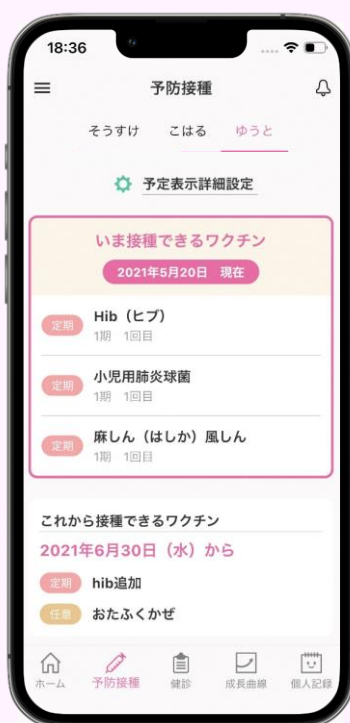 18:36
予防接種
そうすけ こはる ゆうと
予定表示詳細設定
いま接種できるワクチン
2021年5月20日 現在
定期 Hib（ヒブ）
1期 1回目
定期 小児用肺炎球菌
1期 1回目
定期 麻しん（はしか）風しん
1期 1回目
これから接種できるワクチン
2021年6月30日（水）から
定期 hib追加
任意 おたふくかぜ
ホーム 予防接種 健診 成長曲線 個人記録